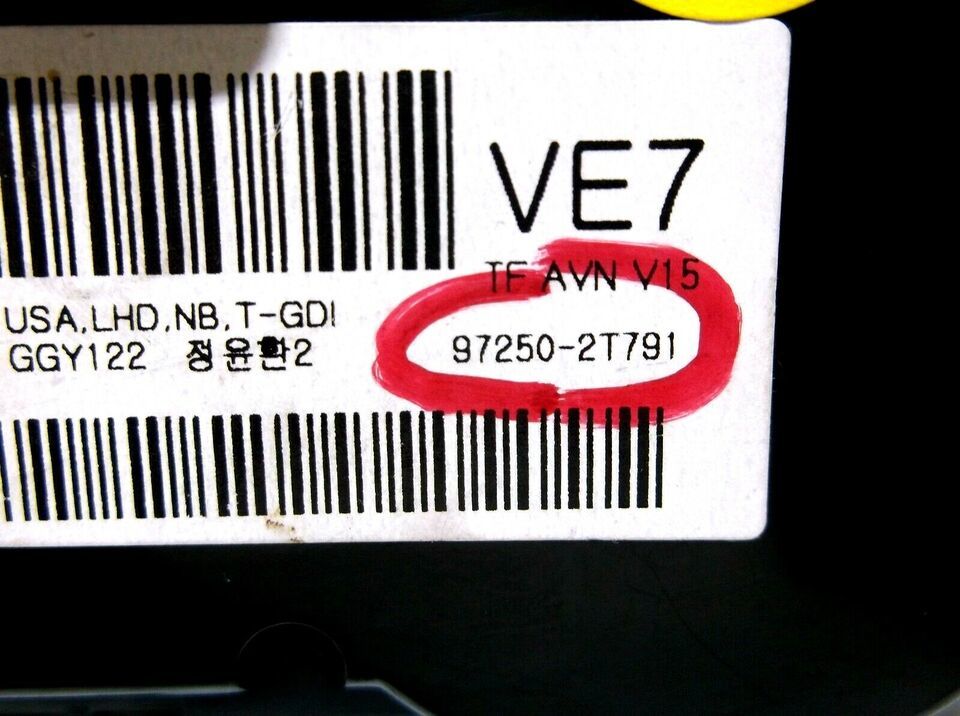 VE7
TF AVN V15
USA,LHD,NB,T-GDI
97250-2T791
GGY122 정윤환2